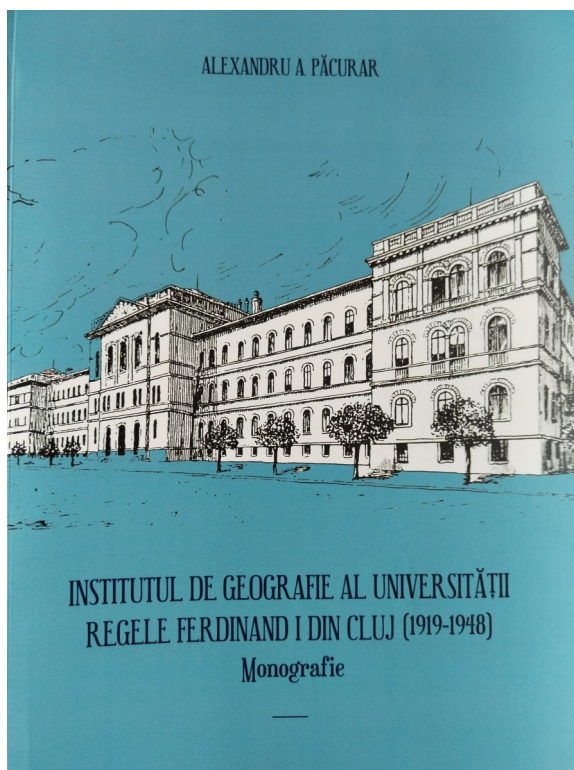 ALEXANDRU A. PĂCURAR
INSTITUTUL DE GEOGRAFIE AL UNIVERSITĂȚII
REGELE FERDINAND I DIN CLUJ (1919-1948)
Monografie